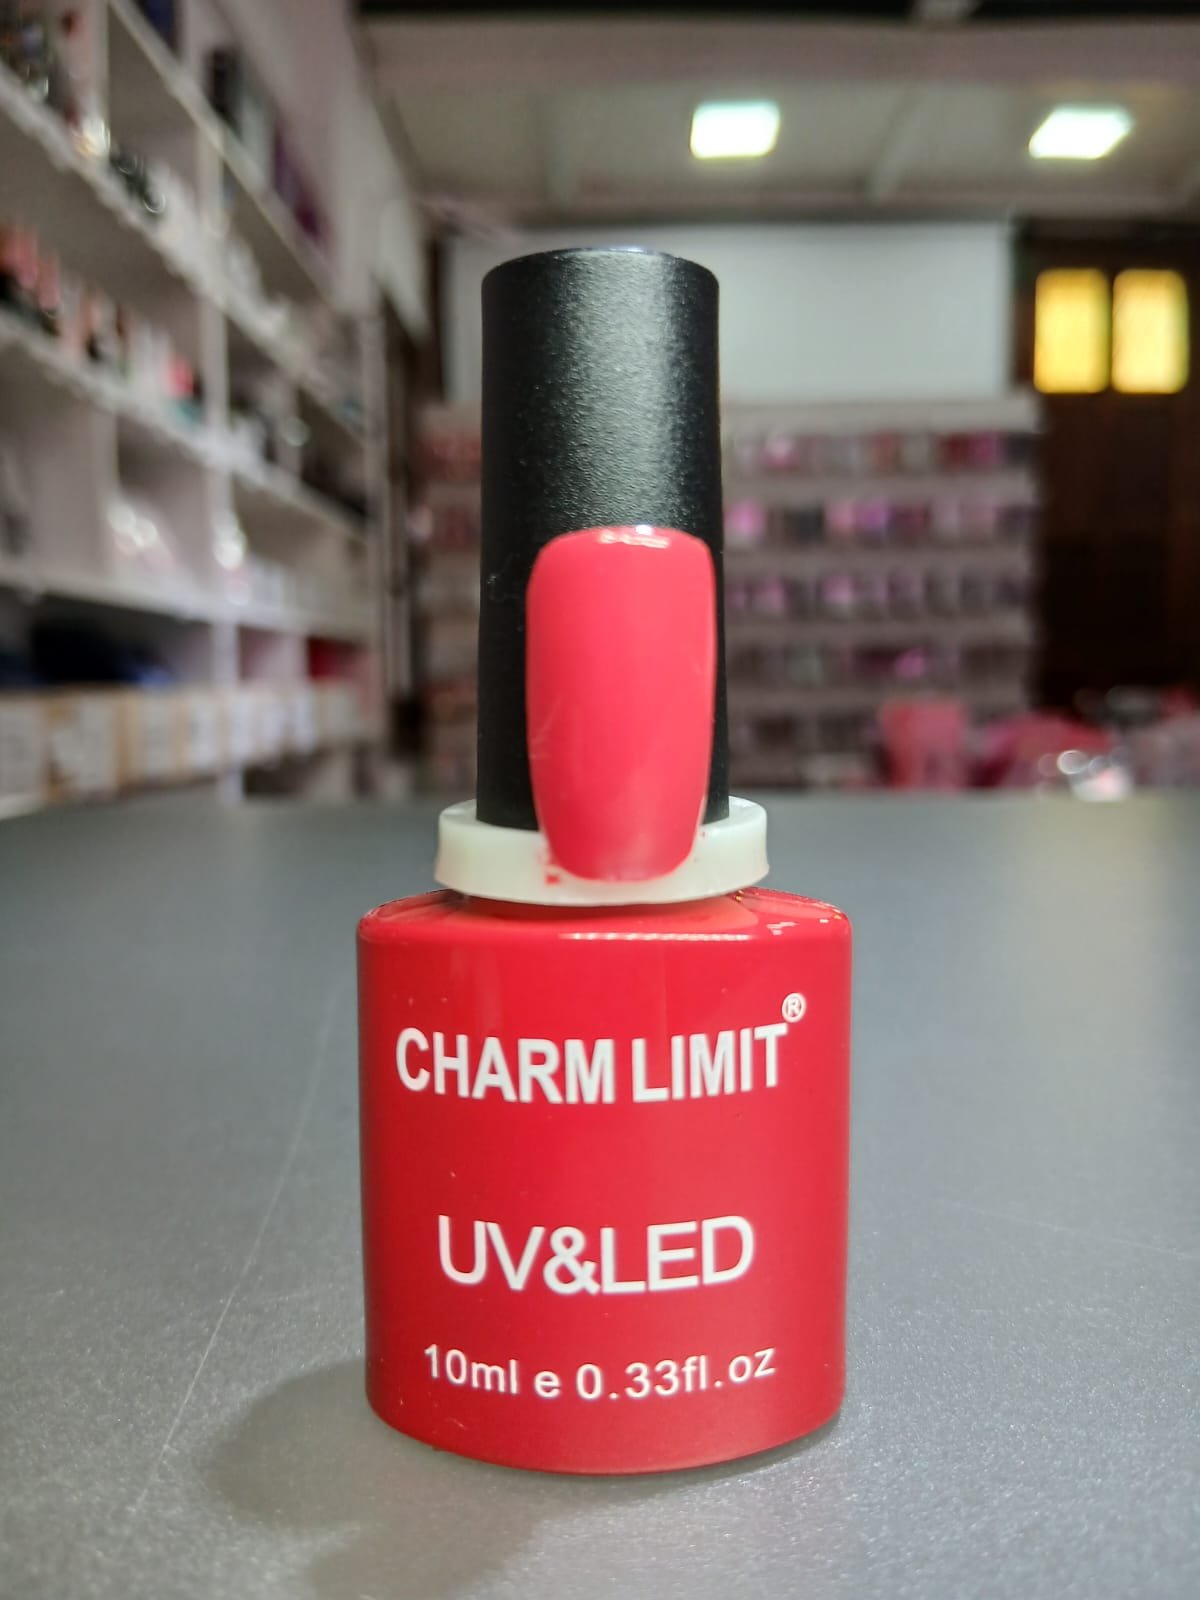 CHARM LIMIT®
UV&LED
10ml e 0.33fl.oz